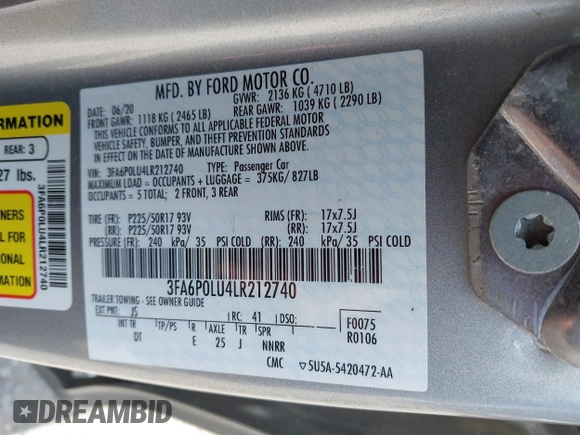 MFD. BY FORD MOTOR CO.
DATE: 06/20 GVWR: 2136 KG ( 4710 LB)
FRONT GAWR: 1118 KG (2465 LB) REAR GAWR: 1039 KG (2290 LB)
THIS VEHICLE CONFORMS TO ALL APPLICABLE FEDERAL MOTOR
VEHICLE SAFETY, BUMPER, AND THEFT PREVENTION STANDARDS
IN EFFECT ON THE DATE OF MANUFACTURE SHOWN ABOVE.
VIN: 3FA6P0LU4LR212740 TYPE: Passenger Car
MAXIMUM LOAD = OCCUPANTS + LUGGAGE = 375KG/827LB
OCCUPANTS = 5 TOTAL; 2 FRONT, 3 REAR
TIRE (FR): P225/50R17 93V RIMS (FR): 17x7.5J
(RR): P225/50R17 93V (RR): 17x7.5J
PRESSURE (FR): 240 kPa/ 35 PSI COLD (RR) 240 kPa/ 35 PSI COLD
3FA6P0LU4LR212740
TRAILER TOWING - SEE OWNER GUIDE
EXT PNT: JS RC: 41 DSO: F0075
INT TR TP/PS R AXLE TR SPR R0106
DT E 25 J NNRR
CMC 5U5A-5420472-AA
RMATION
REAR: 3
27 lbs.
NERS
L FOR
ONAL
MATION
3FA6P0LU4LR212740
DREAMBID